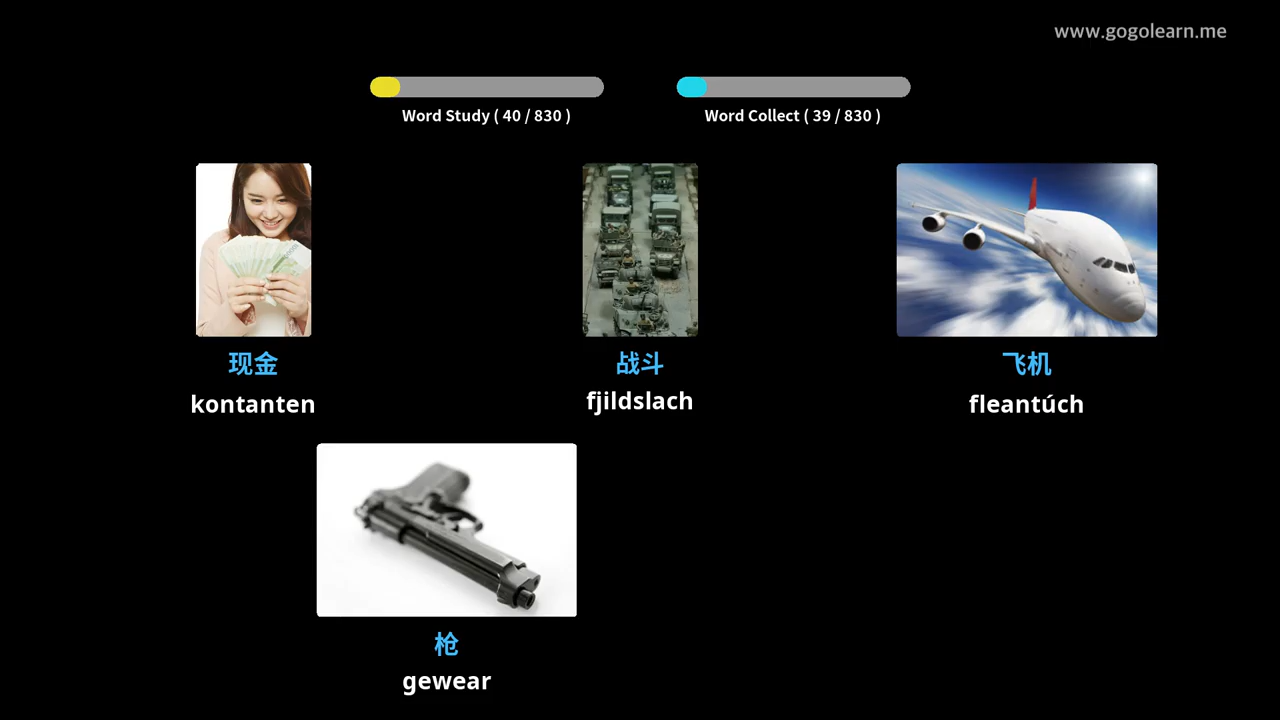 www.gogolearn.me
Word Study ( 40 / 830 )
Word Collect ( 39 / 830 )
现金
战斗
飞机
kontanten
fjildslach
fleantúch
枪
gewear